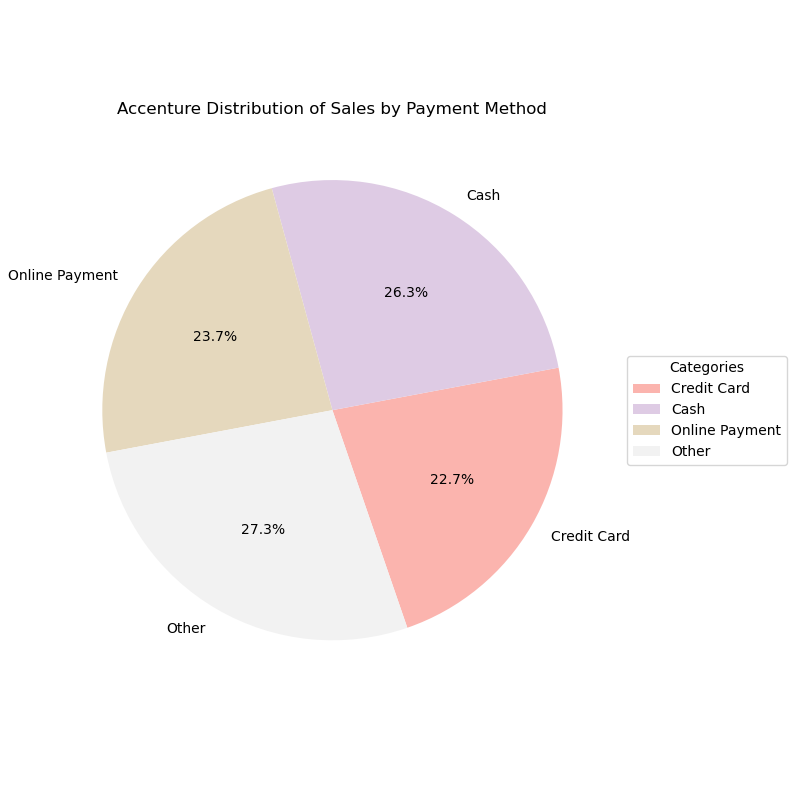 Accenture Distribution of Sales by Payment Method
Cash
Online Payment
26.3%
23.7%
Categories
Credit Card
Cash
Online Payment
Other
22.7%
27.3%
Credit Card
Other